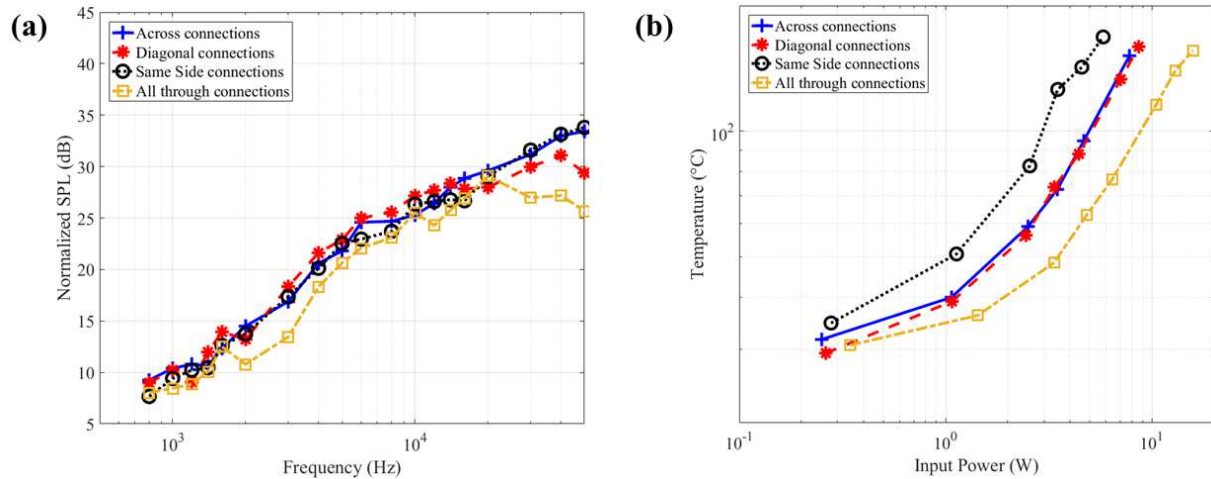 (a)
50
45
40
35
30
25
20
15
10
5
Normalized SPL (dB)
Across connections
Diagonal connections
Same Side connections
All through connections
10^3
10^4
Frequency (Hz)
(b)
10^2
Temperature (°C)
Across connections
Diagonal connections
Same Side connections
All through connections
10^-1
10^0
10^1
Input Power (W)